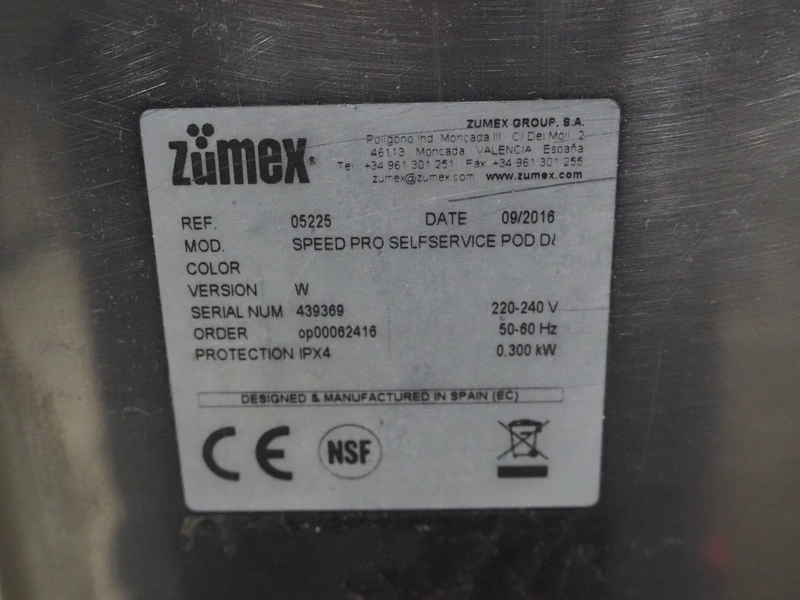 zümex®
ZUMEX GROUP, S.A.
Polígono Ind. Moncada III C/ Del Molí, 2
46113 Moncada VALENCIA España
Tel +34 961 301 251 Fax +34 961 301 255
zumex@zumex.com www.zumex.com
REF. 05225 DATE 09/2016
MOD. SPEED PRO SELFSERVICE POD
COLOR
VERSION W
SERIAL NUM 439369 220-240 V
ORDER op00062416 50-60 Hz
PROTECTION IPX4 0.300 kW
DESIGNED & MANUFACTURED IN SPAIN (EC)
CE NSF